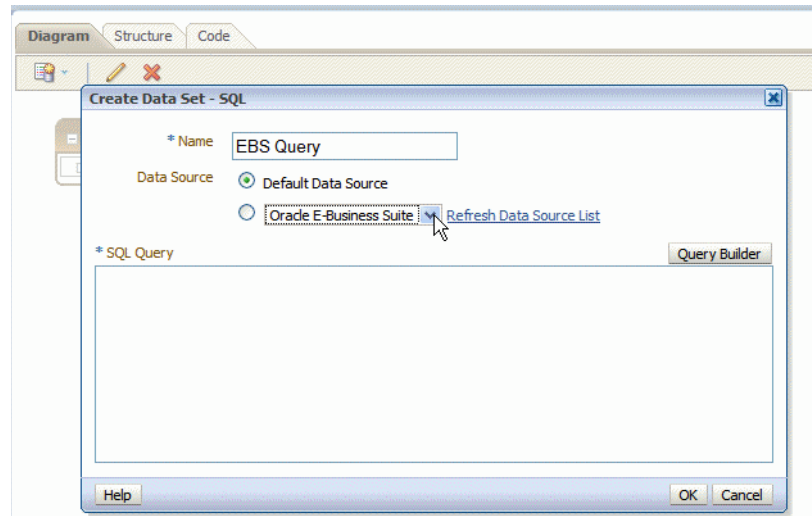 Diagram Structure Code
Create Data Set - SQL
* Name EBS Query
Data Source Default Data Source
Oracle E-Business Suite Refresh Data Source List
* SQL Query Query Builder
Help OK Cancel